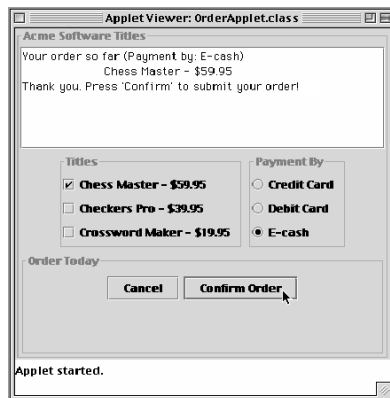 Applet Viewer: OrderApplet.class
Acme Software Titles
Your order so far (Payment by: E-cash)
Chess Master - $59.95
Thank you. Press 'Confirm' to submit your order!
Titles
Payment By
Chess Master - $59.95
Credit Card
Checkers Pro - $39.95
Debit Card
Crossword Maker - $19.95
E-cash
Order Today
Cancel
Confirm Order
Applet started.